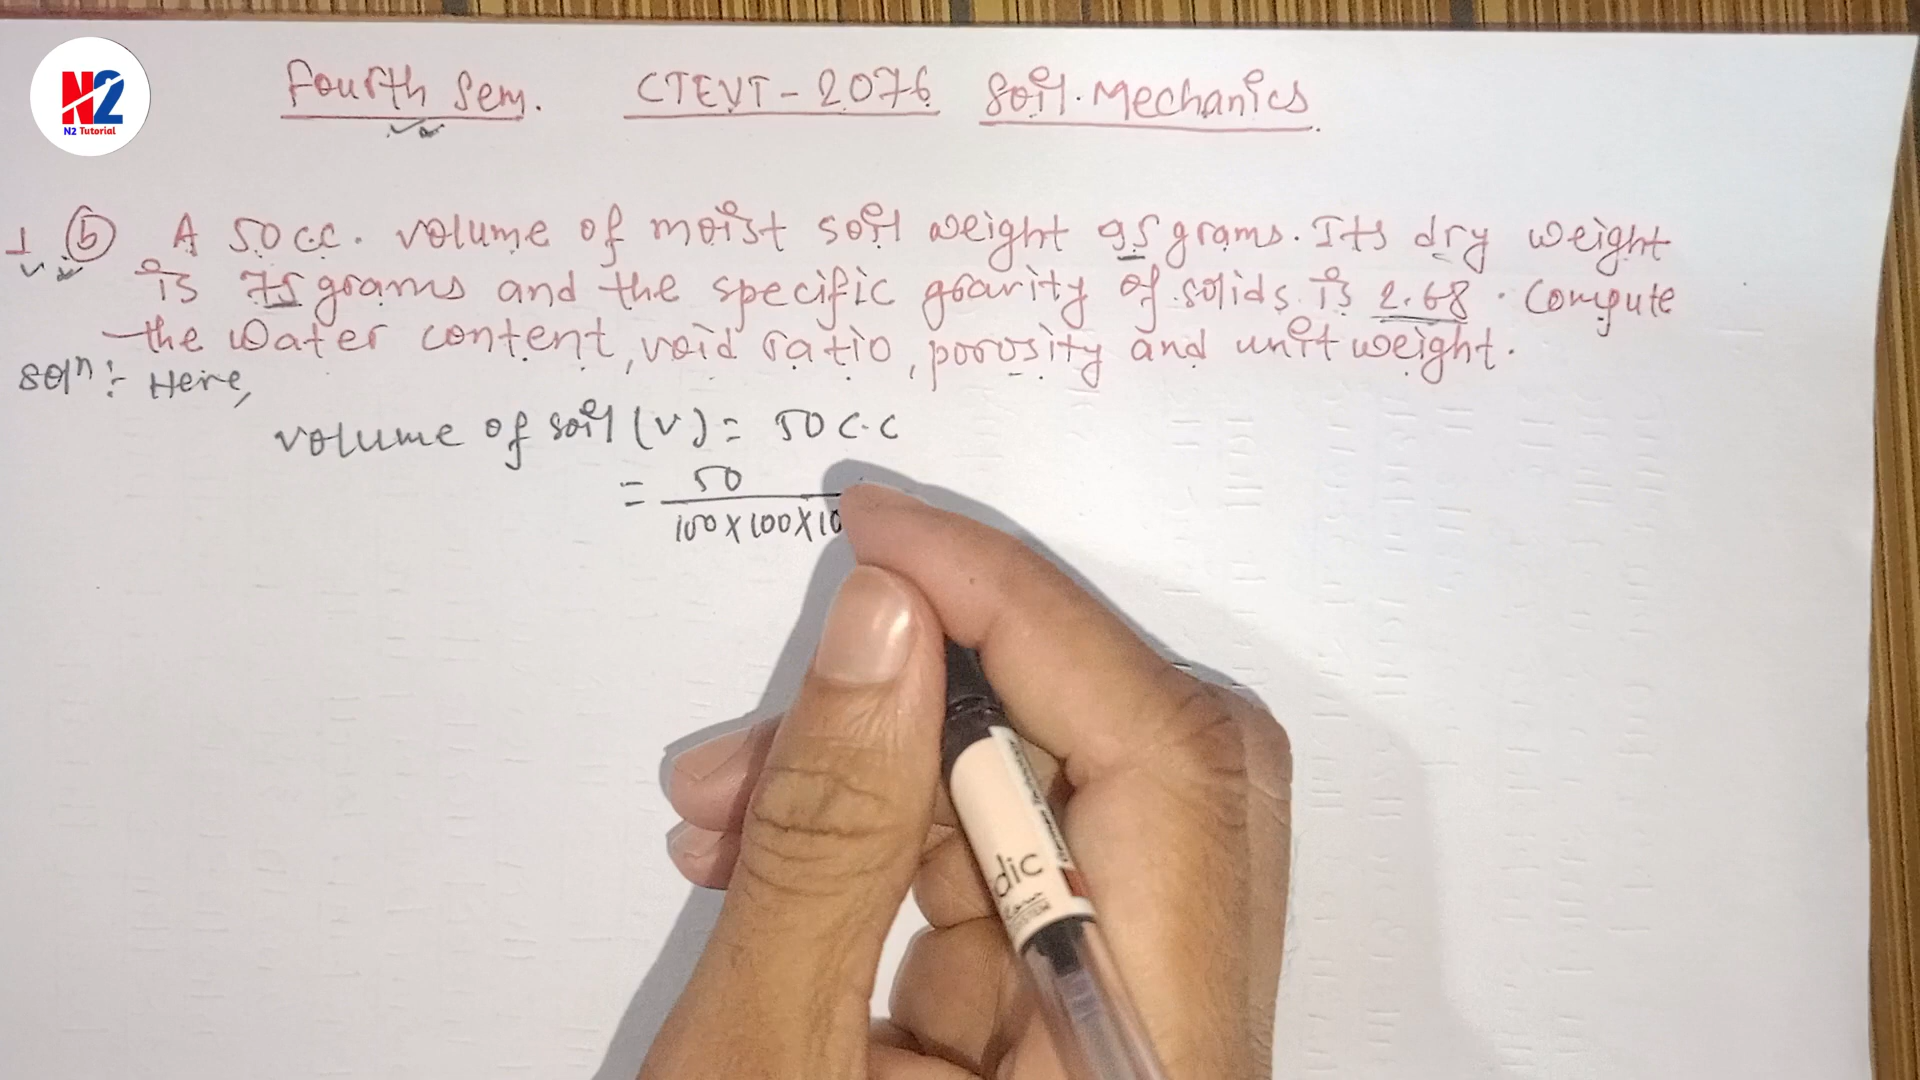 N2
N2 Tutorial
Fourth Sem. CTEVT - 2076 Soil. Mechanics
1 (b) A 50 c.c. volume of moist soil weight 95 grams. Its dry weight
is 75 grams and the specific gravity of solids is 2.68. Compute
the Water content, void ratio, porosity and unit weight.
Solⁿ:- Here,
volume of soil (V) = 50 C.C
= 50
100 X 100 X 10
dic